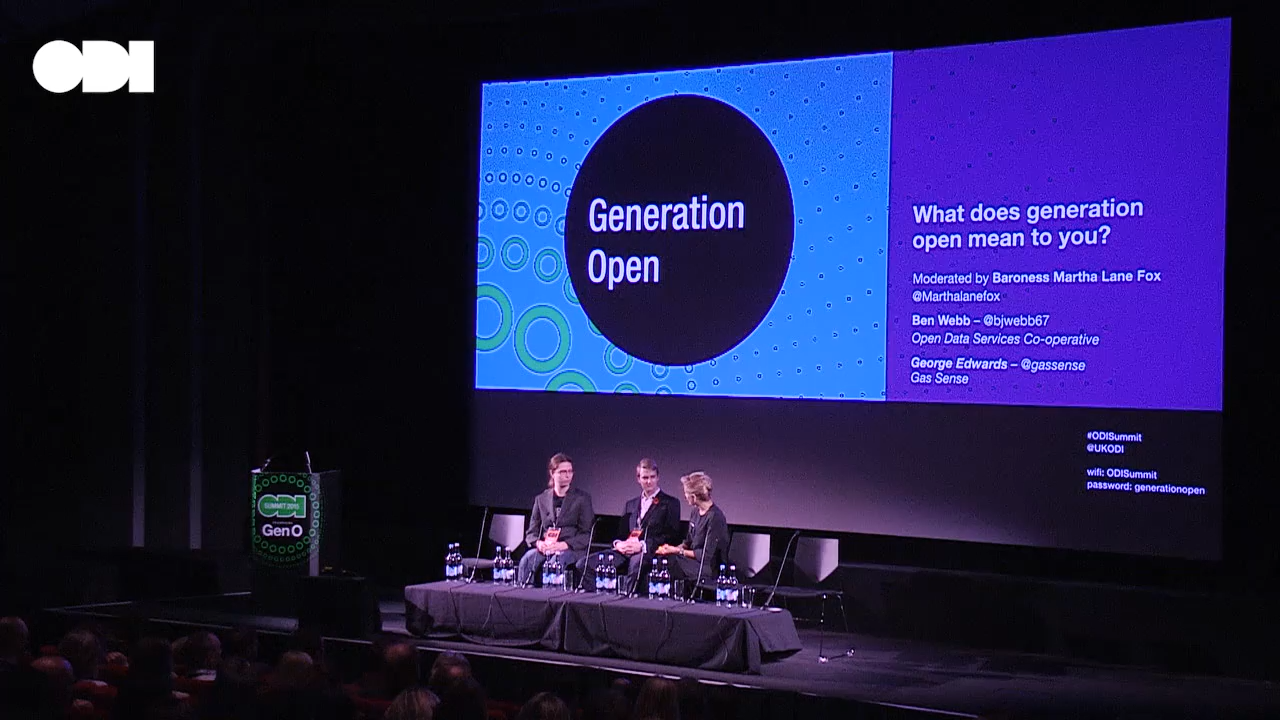 ODI
Generation
Open
What does generation
open mean to you?
Moderated by Baroness Martha Lane Fox
@Marthalanefox
Ben Webb – @bjwebb67
Open Data Services Co-operative
George Edwards – @gassense
Gas Sense
#ODISummit
@UKODI
wifi: ODISummit
password: generationopen
ODI
SUMMIT 2015
Gen O